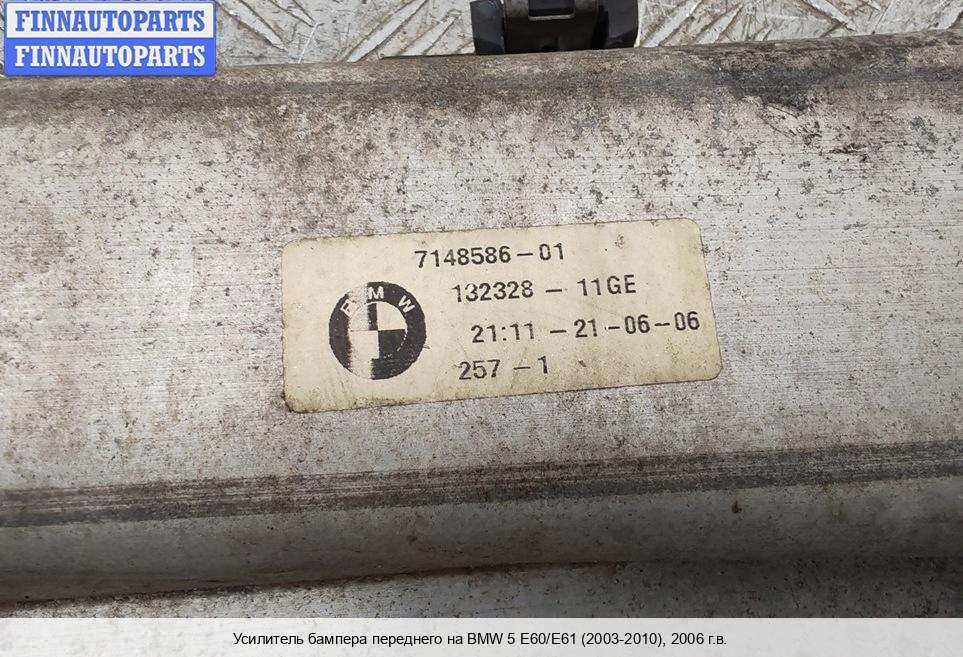 FINNAUTOPARTS
FINNAUTOPARTS
7148586-01
BMW
132328 - 11GE
21:11 - 21-06-06
257 - 1
Усилитель бампера переднего на BMW 5 E60/E61 (2003-2010), 2006 г.в.